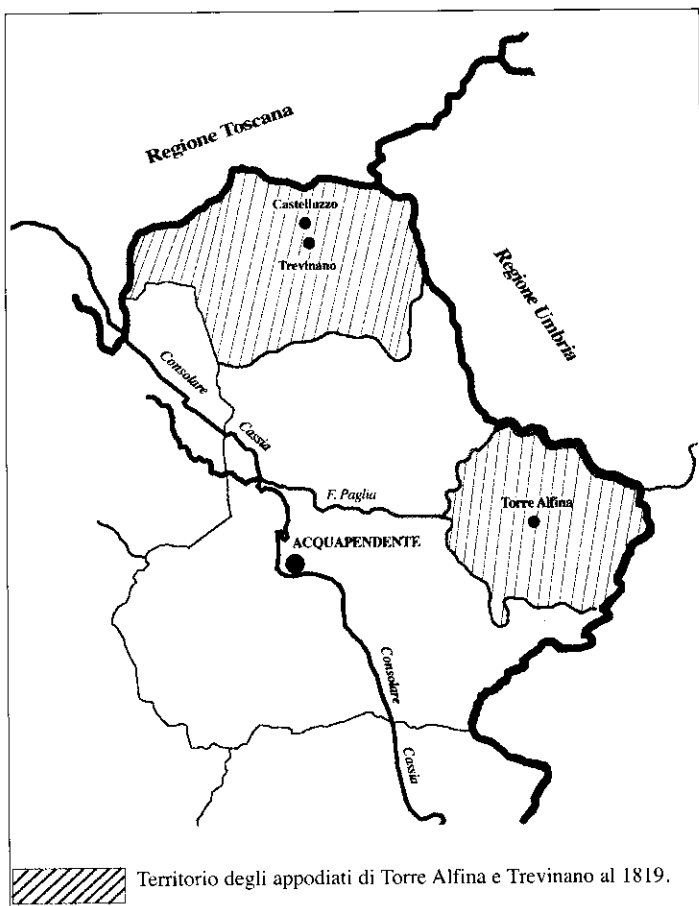 Regione Toscana
Castelluzzo
Trevinano
Regione Umbria
Consolare
Cassia
F. Paglia
Torre Alfina
ACQUAPENDENTE
Consolare
Cassia
Territorio degli appodiati di Torre Alfina e Trevinano al 1819.